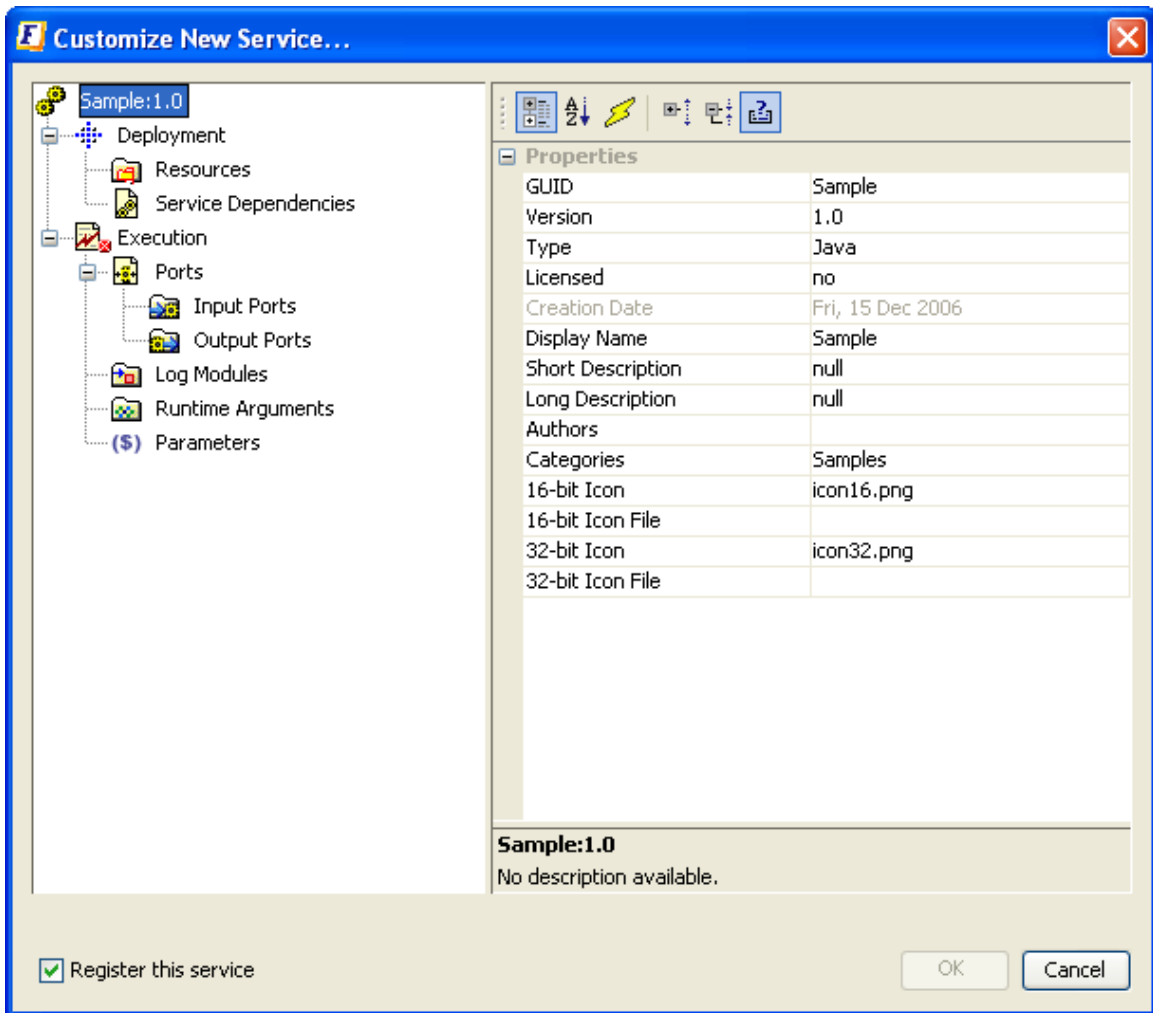 Customize New Service...
Sample:1.0
Deployment
Resources
Service Dependencies
Execution
Ports
Input Ports
Output Ports
Log Modules
Runtime Arguments
($) Parameters
Properties
GUID Sample
Version 1.0
Type Java
Licensed no
Creation Date Fri, 15 Dec 2006
Display Name Sample
Short Description null
Long Description null
Authors
Categories Samples
16-bit Icon icon16.png
16-bit Icon File
32-bit Icon icon32.png
32-bit Icon File
Sample:1.0
No description available.
Register this service
OK Cancel